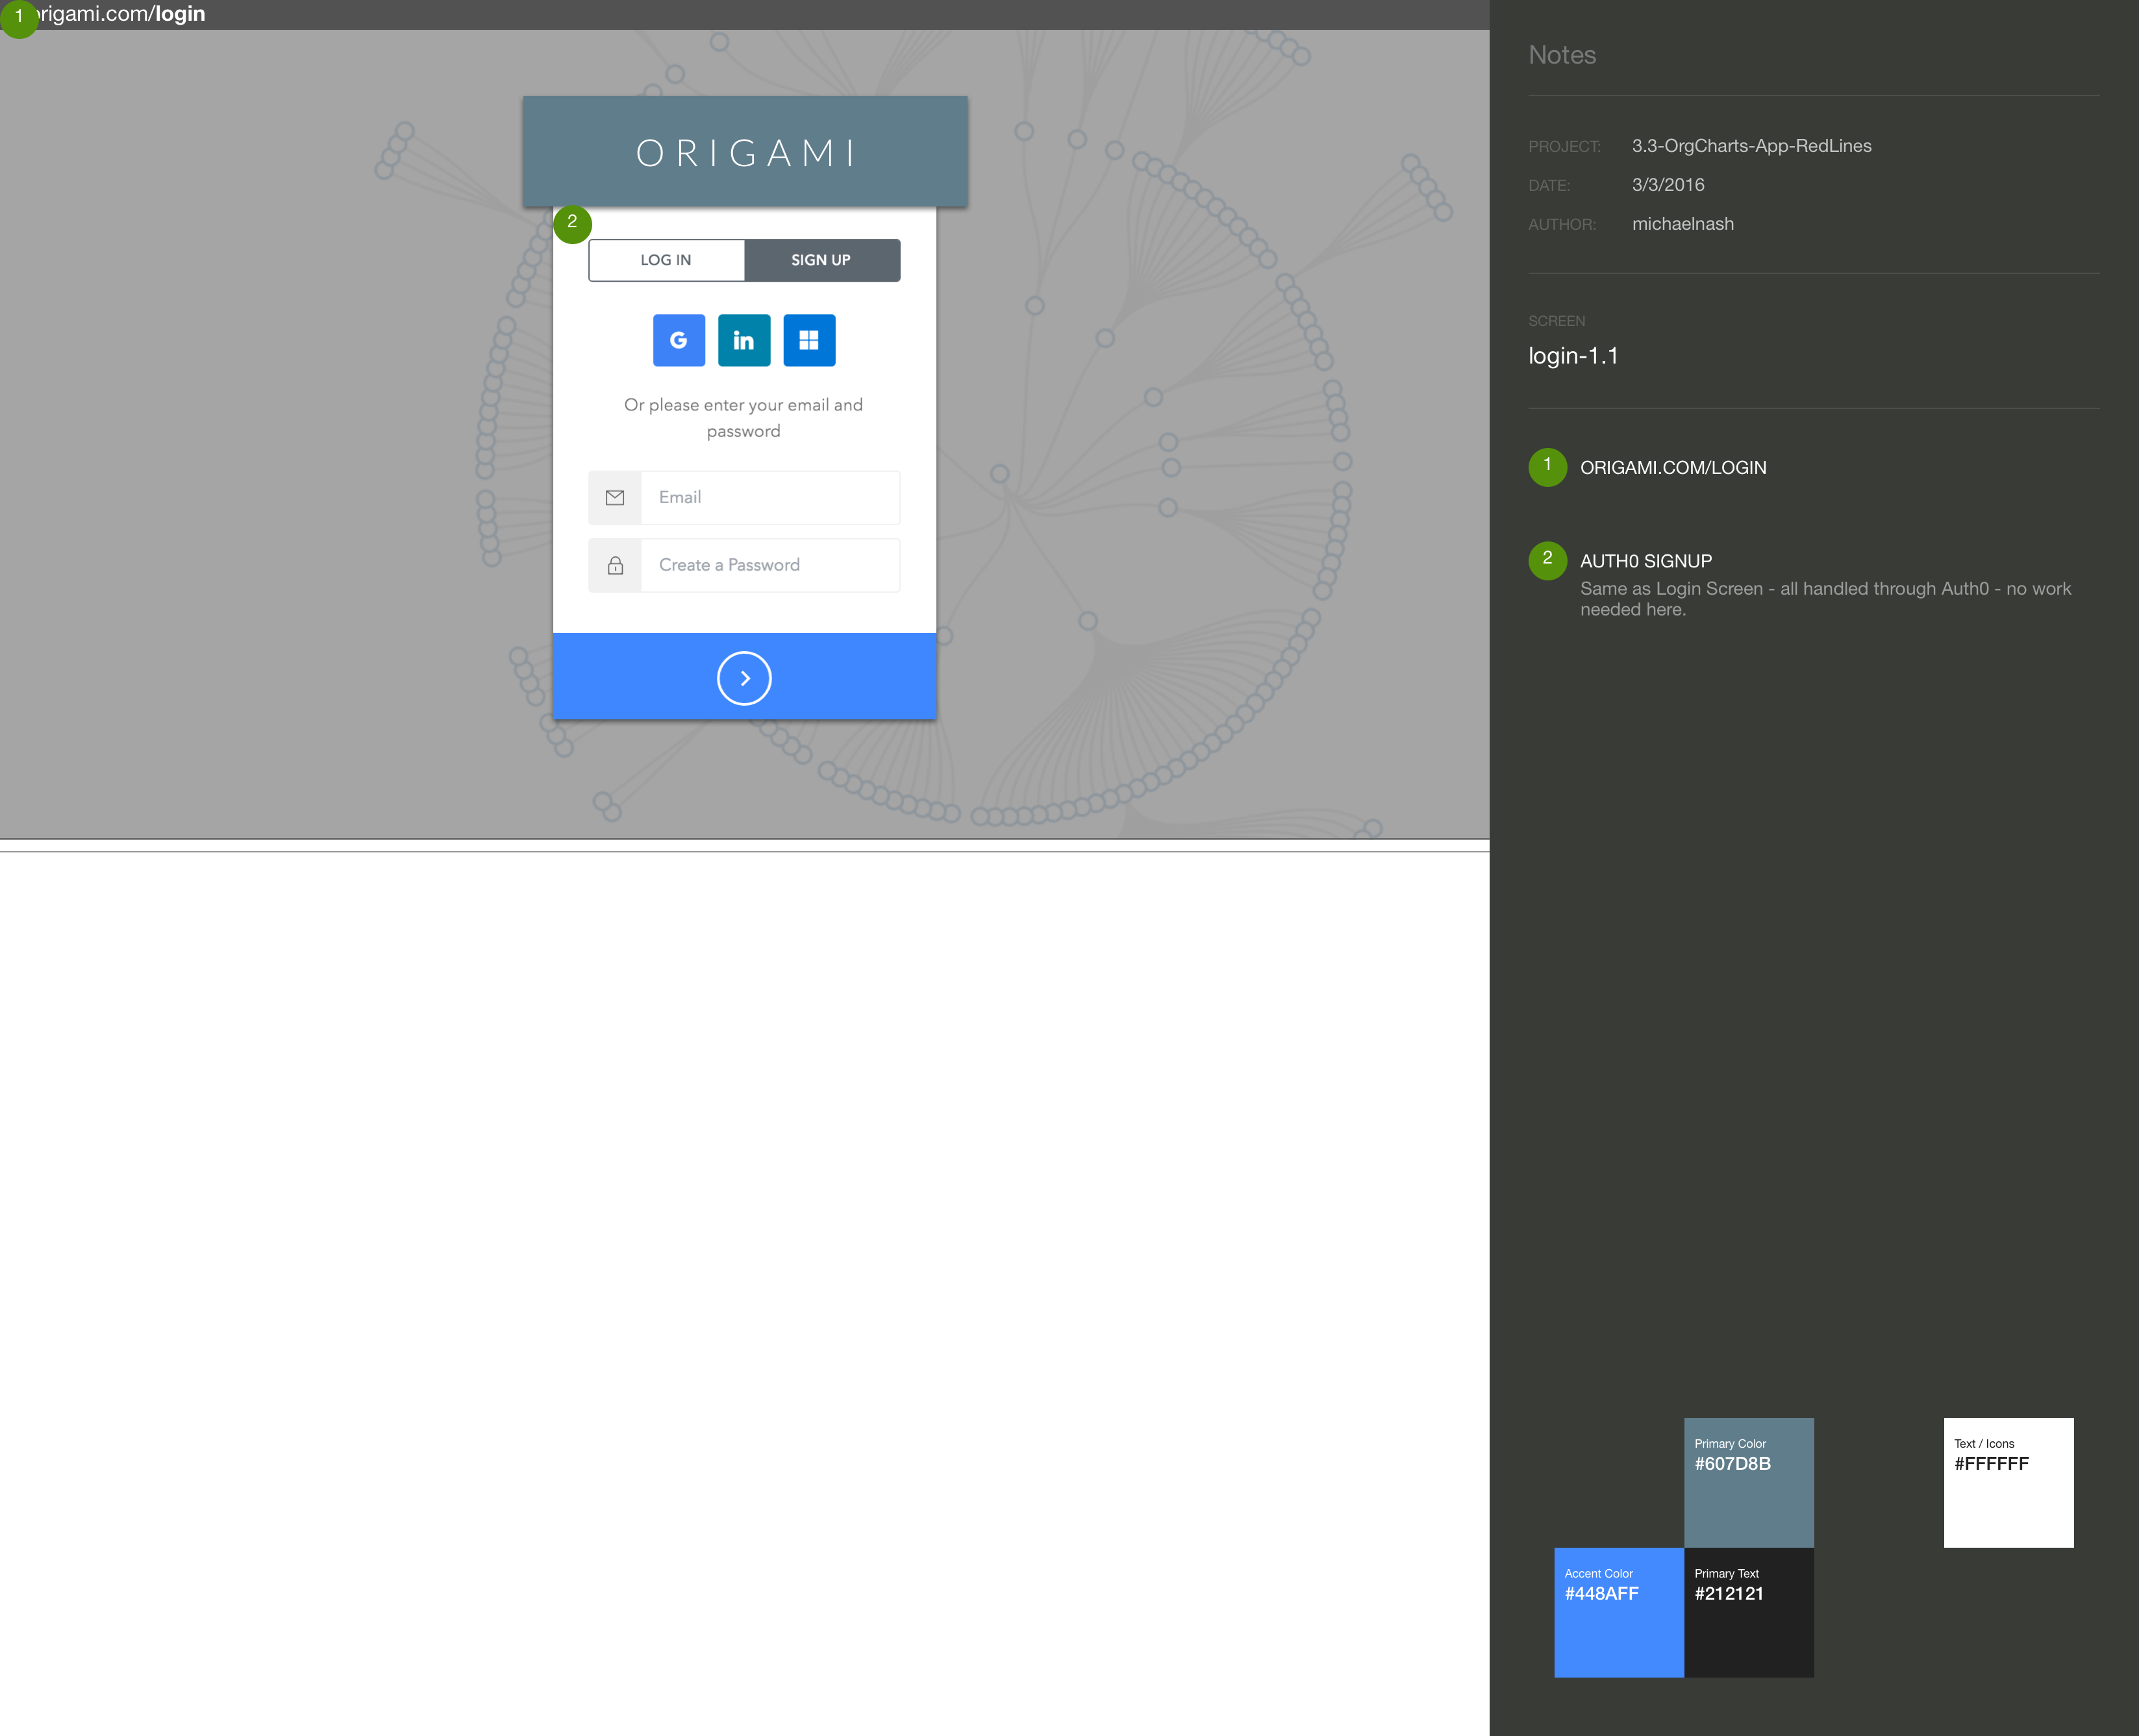 1
origami.com/login
ORIGAMI
2
LOG IN
SIGN UP
G
in
Or please enter your email and
password
Email
Create a Password
Notes
PROJECT: 3.3-OrgCharts-App-RedLines
DATE: 3/3/2016
AUTHOR: michaelnash
SCREEN
login-1.1
1 ORIGAMI.COM/LOGIN
2 AUTH0 SIGNUP
Same as Login Screen - all handled through Auth0 - no work
needed here.
Primary Color
#607D8B
Text / Icons
#FFFFFF
Accent Color
#448AFF
Primary Text
#212121